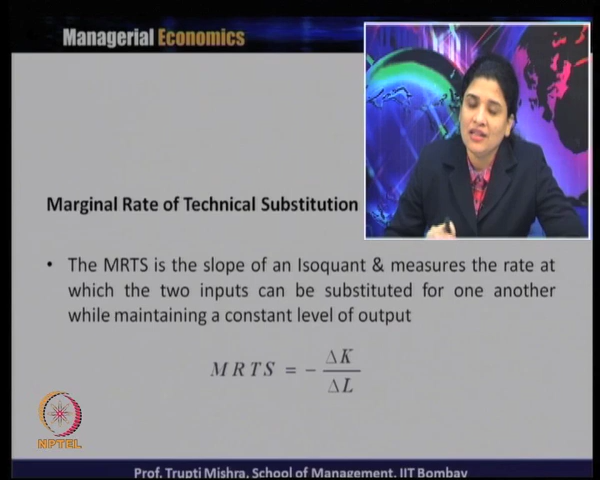 Managerial Economics
Marginal Rate of Technical Substitution
• The MRTS is the slope of an Isoquant & measures the rate at
which the two inputs can be substituted for one another
while maintaining a constant level of output
MRTS = - ΔK / ΔL
NPTEL
Prof. Trupti Mishra, School of Management, IIT Bombay